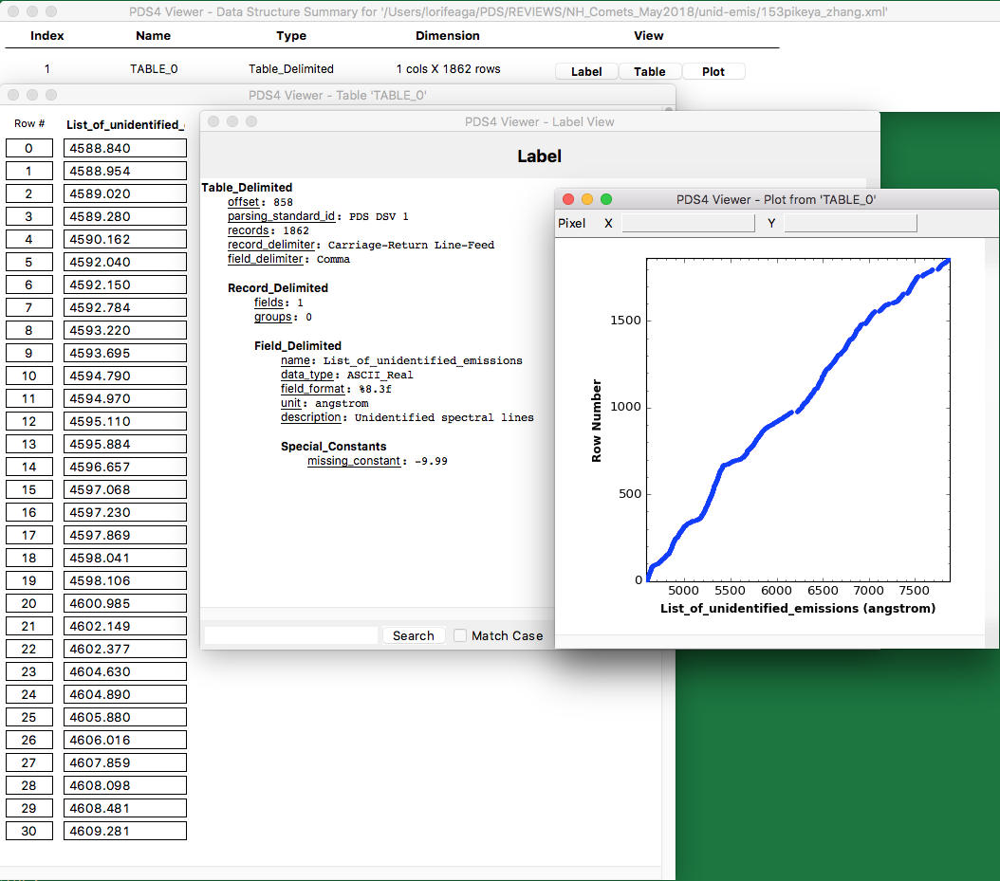 PDS4 Viewer - Data Structure Summary for '/Users/lorifeaga/PDS/REVIEWS/NH_Comets_May2018/unid-emis/153pikeya_zhang.xml'
Index Name Type Dimension View
1 TABLE_0 Table_Delimited 1 cols X 1862 rows Label Table Plot
PDS4 Viewer - Table 'TABLE_0'
Row # List_of_unidentified_
0 4588.840
1 4588.954
2 4589.020
3 4589.280
4 4590.162
5 4592.040
6 4592.150
7 4592.784
8 4593.220
9 4593.695
10 4594.790
11 4594.970
12 4595.110
13 4595.884
14 4596.657
15 4597.068
16 4597.230
17 4597.869
18 4598.041
19 4598.106
20 4600.985
21 4602.149
22 4602.377
23 4604.630
24 4604.890
25 4605.880
26 4606.016
27 4607.859
28 4608.098
29 4608.481
30 4609.281
PDS4 Viewer - Label View
Label
Table_Delimited
offset: 858
parsing_standard_id: PDS DSV 1
records: 1862
record_delimiter: Carriage-Return Line-Feed
field_delimiter: Comma
Record_Delimited
fields: 1
groups: 0
Field_Delimited
name: List_of_unidentified_emissions
data_type: ASCII_Real
field_format: %8.3f
unit: angstrom
description: Unidentified spectral lines
Special_Constants
missing_constant: -9.99
Search Match Case
PDS4 Viewer - Plot from 'TABLE_0'
Pixel X Y
1500
1000
500
0
Row Number
5000 5500 6000 6500 7000 7500
List_of_unidentified_emissions (angstrom)